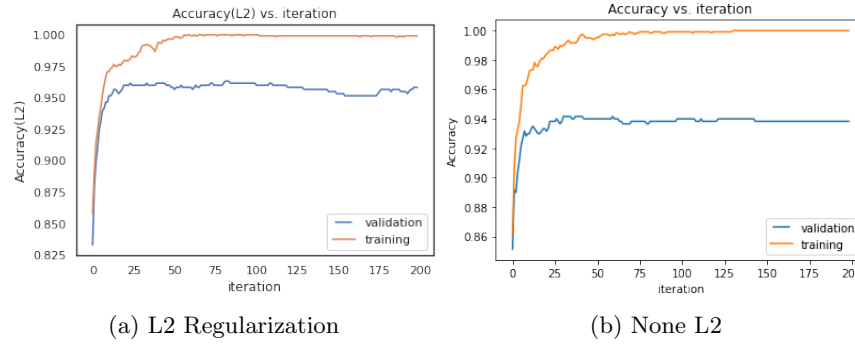 Accuracy(L2) vs. iteration
Accuracy(L2)
1.000
0.975
0.950
0.925
0.900
0.875
0.850
0.825
validation
training
0 25 50 75 100 125 150 175 200
iteration
(a) L2 Regularization
Accuracy vs. iteration
Accuracy
1.00
0.98
0.96
0.94
0.92
0.90
0.88
0.86
validation
training
0 25 50 75 100 125 150 175 200
iteration
(b) None L2